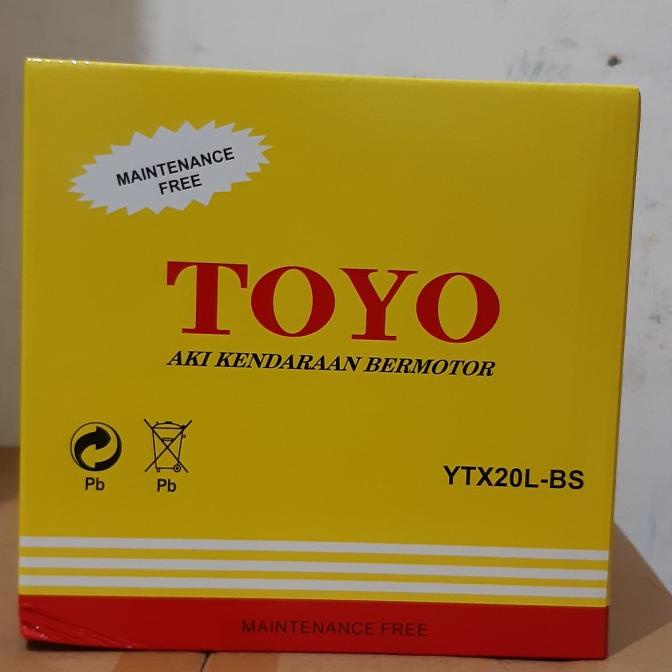 MAINTENANCE
FREE
TOYO
AKI KENDARAAN BERMOTOR
Pb
Pb
YTX20L-BS
MAINTENANCE FREE